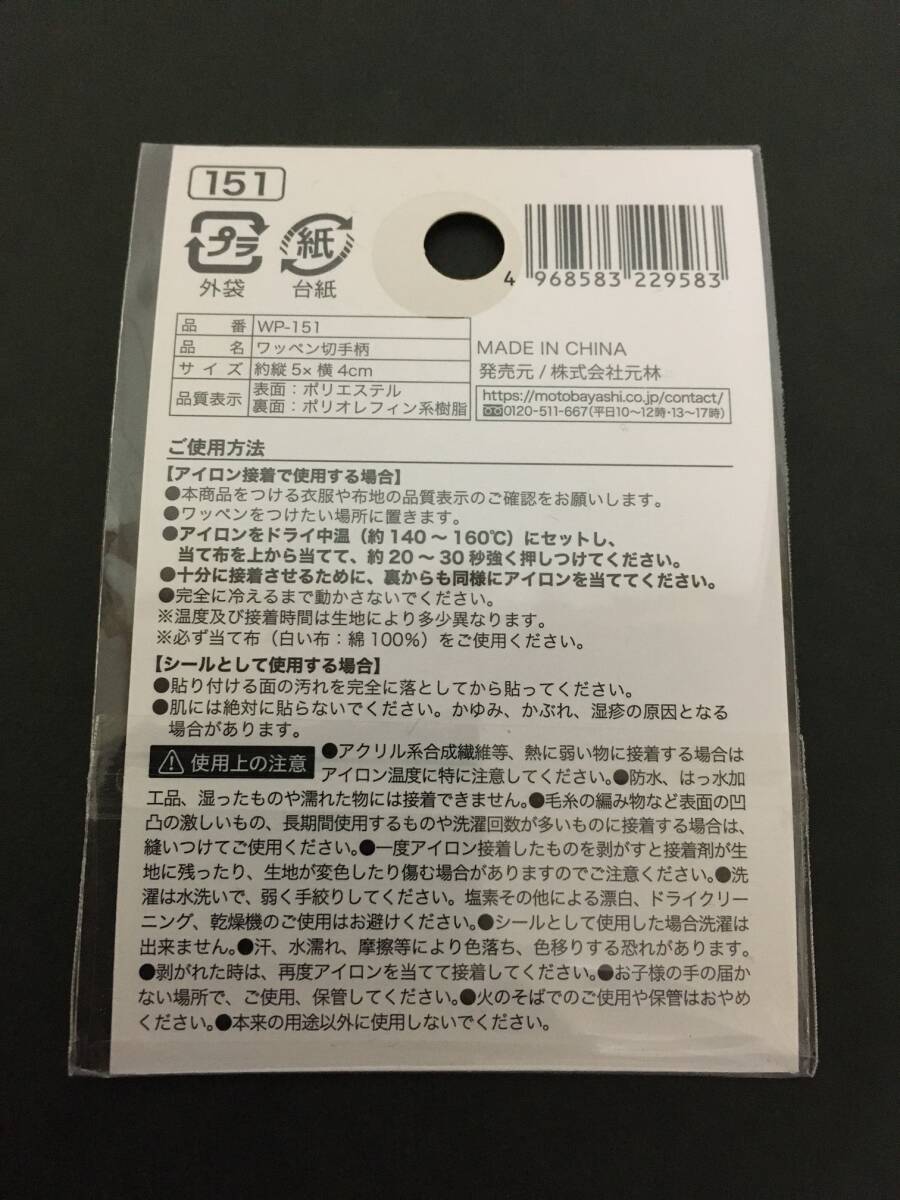 151
プラ
紙
外袋
台紙
4 968583 229583
品番 WP-151
品名 ワッペン切手柄
サイズ 約縦5×横4cm
品質表示 表面：ポリエステル
裏面：ポリオレフィン系樹脂
MADE IN CHINA
発売元/株式会社元林
https://motobayashi.co.jp/contact/
0120-511-667(平日10〜12時・13〜17時)
ご使用方法
【アイロン接着で使用する場合】
●本商品をつける衣服や布地の品質表示のご確認をお願いします。
●ワッペンをつけたい場所に置きます。
●アイロンをドライ中温（約140〜160℃）にセットし、
当て布を上から当てて、約20〜30秒強く押しつけてください。
●十分に接着させるために、裏からも同様にアイロンを当ててください。
●完全に冷えるまで動かさないでください。
※温度及び接着時間は生地により多少異なります。
※必ず当て布（白い布：綿100%）をご使用ください。
【シールとして使用する場合】
●貼り付ける面の汚れを完全に落としてから貼ってください。
●肌には絶対に貼らないでください。かゆみ、かぶれ、湿疹の原因となる
場合があります。
使用上の注意 ●アクリル系合成繊維等、熱に弱い物に接着する場合は
アイロン温度に特に注意してください。●防水、はっ水加
工品、湿ったものや濡れた物には接着できません。●毛糸の編み物など表面の凹
凸の激しいもの、長期間使用するものや洗濯回数が多いものに接着する場合は、
縫いつけてご使用ください。●一度アイロン接着したものを剥がすと接着剤が生
地に残ったり、生地が変色したり傷む場合がありますのでご注意ください。●洗
濯は水洗いで、弱く手絞りしてください。塩素その他による漂白、ドライクリー
ニング、乾燥機のご使用はお避けください。●シールとして使用した場合洗濯は
出来ません。●汗、水濡れ、摩擦等により色落ち、色移りする恐れがあります。
●剥がれた時は、再度アイロンを当てて接着してください。●お子様の手の届か
ない場所で、ご使用、保管してください。●火のそばでのご使用や保管はおやめ
ください。●本来の用途以外に使用しないでください。